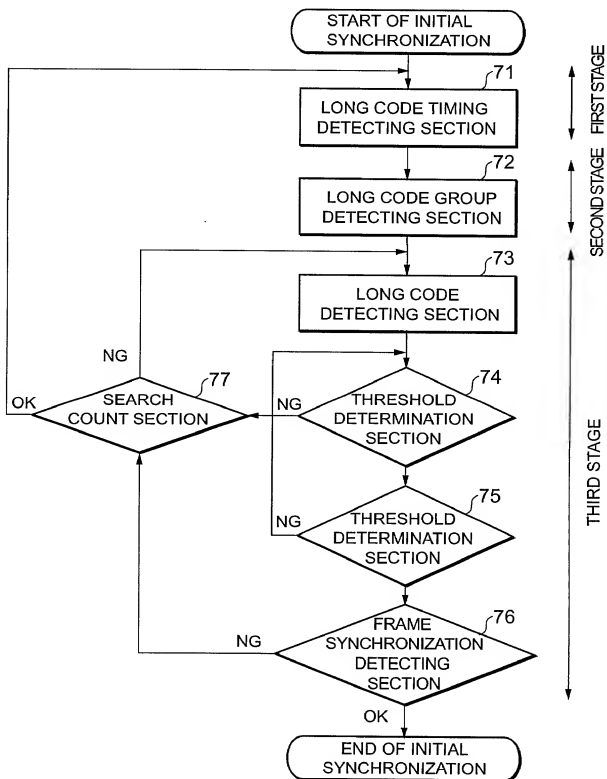 START OF INITIAL
SYNCHRONIZATION
71
LONG CODE TIMING
DETECTING SECTION
FIRST STAGE
72
LONG CODE GROUP
DETECTING SECTION
SECOND STAGE
73
LONG CODE
DETECTING SECTION
NG
77
OK
SEARCH
COUNT SECTION
NG
74
THRESHOLD
DETERMINATION
SECTION
THIRD STAGE
75
NG
THRESHOLD
DETERMINATION
SECTION
76
NG
FRAME
SYNCHRONIZATION
DETECTING
SECTION
OK
END OF INITIAL
SYNCHRONIZATION